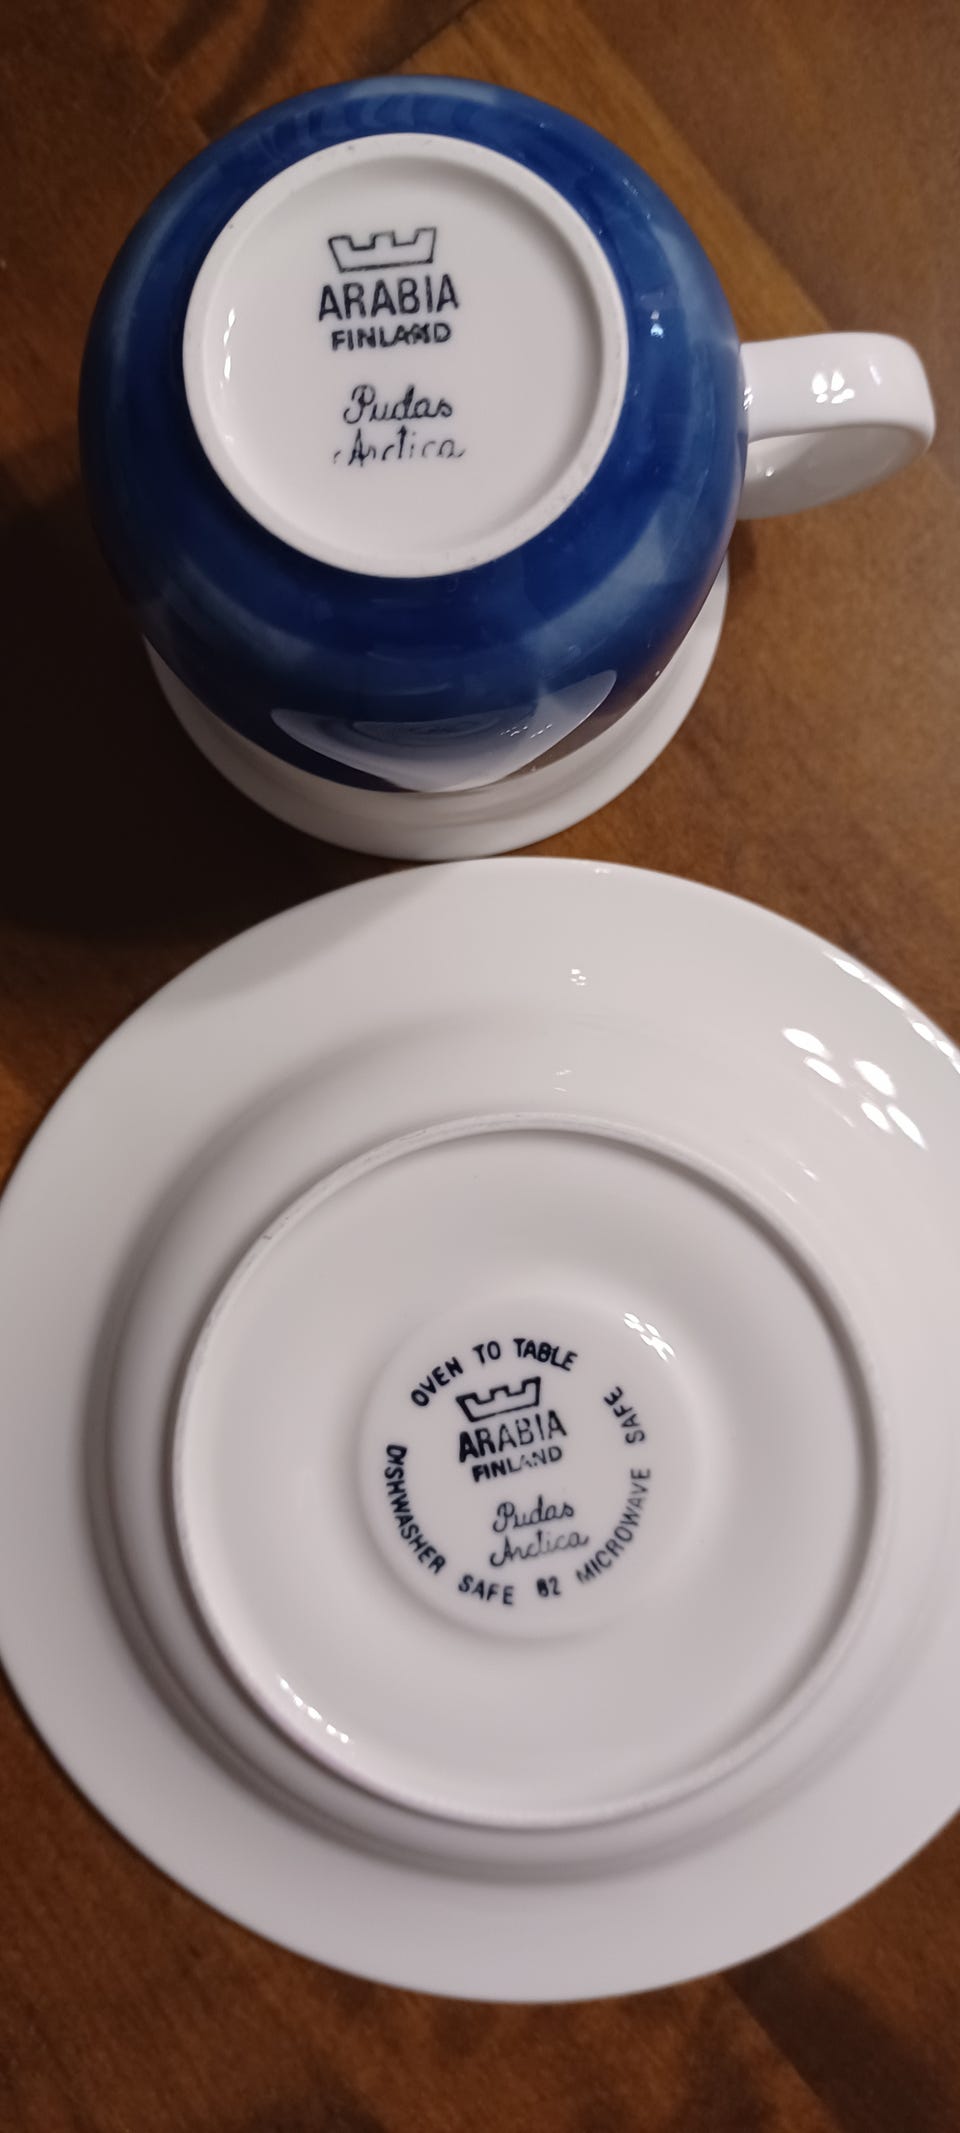 ARABIA
FINLAND
Pudas
Arctica
OVEN TO TABLE
ARABIA
FINLAND
Pudas
Arctica
DISHWASHER SAFE 82 MICROWAVE SAFE